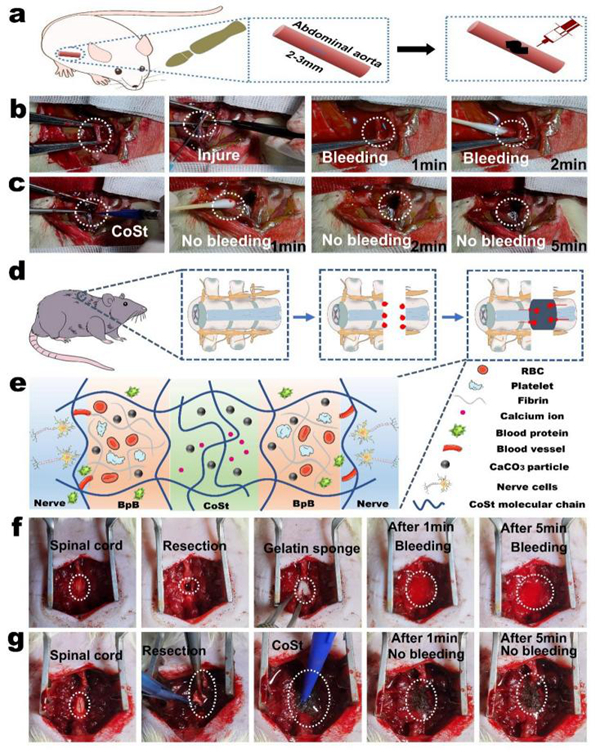 a
Abdominal aorta
2-3mm
b
Injure
Bleeding
1min
Bleeding
2min
c
CoSt
No bleeding
1min
No bleeding
2min
No bleeding
5min
d
e
Nerve
BpB
CoSt
BpB
Nerve
RBC
Platelet
Fibrin
Calcium ion
Blood protein
Blood vessel
CaCO₃ particle
Nerve cells
CoSt molecular chain
f
Spinal cord
Resection
Gelatin sponge
After 1min
Bleeding
After 5min
Bleeding
g
Spinal cord
Resection
CoSt
After 1min
No bleeding
After 5min
No bleeding